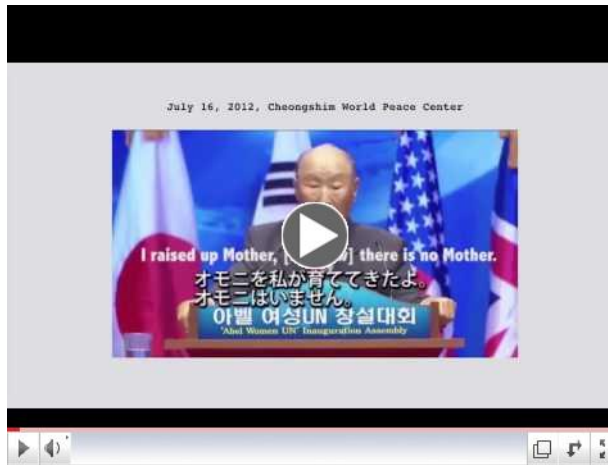 July 16, 2012, Cheongshim World Peace Center
I raised up Mother, [ ] there is no Mother.
オモニを私が育ててきたよ。
オモニはいません。
아벨 여성UN 창설대회
"Abel Women UN" Inauguration Assembly